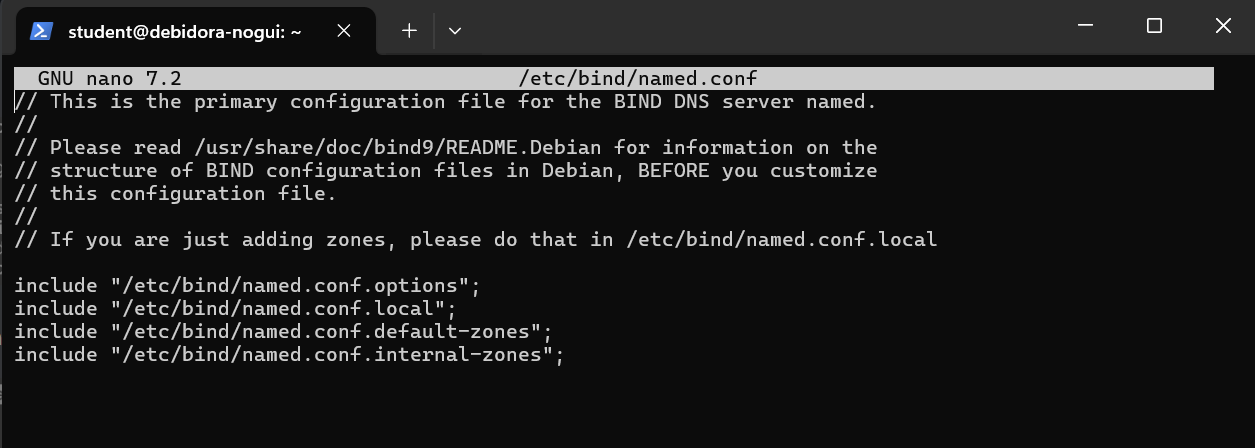 student@debidora-nogui: ~
GNU nano 7.2 /etc/bind/named.conf
// This is the primary configuration file for the BIND DNS server named.
//
// Please read /usr/share/doc/bind9/README.Debian for information on the
// structure of BIND configuration files in Debian, BEFORE you customize
// this configuration file.
//
// If you are just adding zones, please do that in /etc/bind/named.conf.local
include "/etc/bind/named.conf.options";
include "/etc/bind/named.conf.local";
include "/etc/bind/named.conf.default-zones";
include "/etc/bind/named.conf.internal-zones";